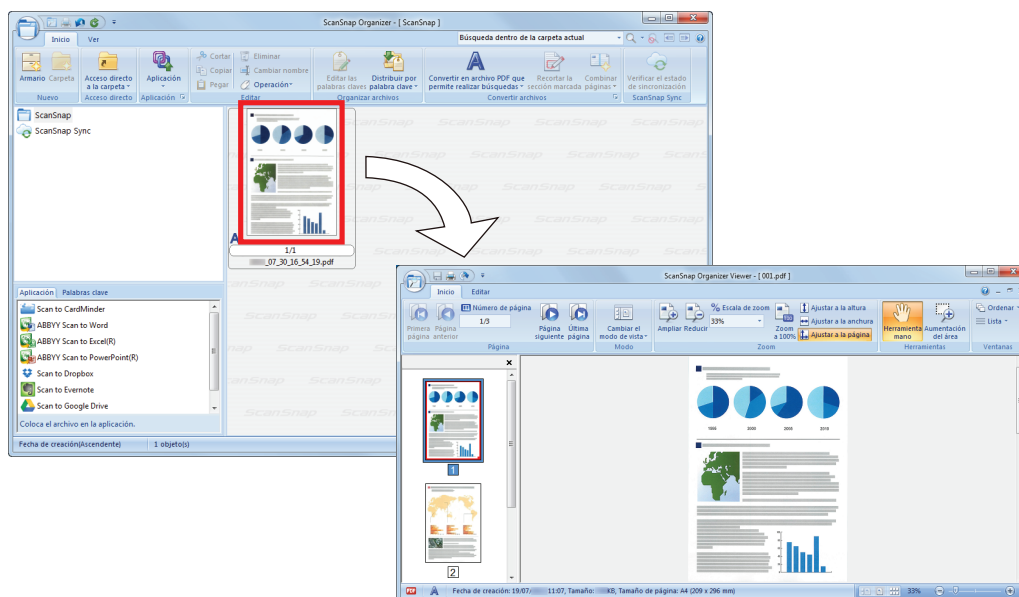 ScanSnap Organizer - [ ScanSnap ]
Inicio Ver
Búsqueda dentro de la carpeta actual
Armario Carpeta
Nuevo
Acceso directo
a la carpeta
Acceso directo
Aplicación
Aplicación
Cortar
Copiar
Pegar
Eliminar
Cambiar nombre
Operación
Editar
Editar las
palabras claves
Distribuir por
palabra clave
Organizar archivos
Convertir en archivo PDF que
permite realizar búsquedas
Recortar la
sección marcada
Combinar
páginas
Convertir archivos
Verificar el estado
de sincronización
ScanSnap Sync
ScanSnap
ScanSnap Sync
1/1
_07_30_16_54_19.pdf
Aplicación Palabras clave
Scan to CardMinder
ABBYY Scan to Word
ABBYY Scan to Excel(R)
ABBYY Scan to PowerPoint(R)
Scan to Dropbox
Scan to Evernote
Scan to Google Drive
Coloca el archivo en la aplicación.
Fecha de creación(Ascendente) 1 objeto(s)
ScanSnap Organizer Viewer - [ 001.pdf ]
Inicio Editar
Primera
página
Página
anterior
Número de página
1/3
Página
siguiente
Última
página
Página
Cambiar el
modo de vista
Modo
Ampliar Reducir
% Escala de zoom
33%
Zoom
a 100%
Ajustar a la altura
Ajustar a la anchura
Ajustar a la página
Zoom
Herramienta
mano
Aumentación
del área
Herramientas
Ordenar
Lista
Ventanas
1
2
1995 2000 2005 2010
PDF A Fecha de creación: 19/07/ 11:07, Tamaño: KB, Tamaño de página: A4 (209 x 296 mm)
33%